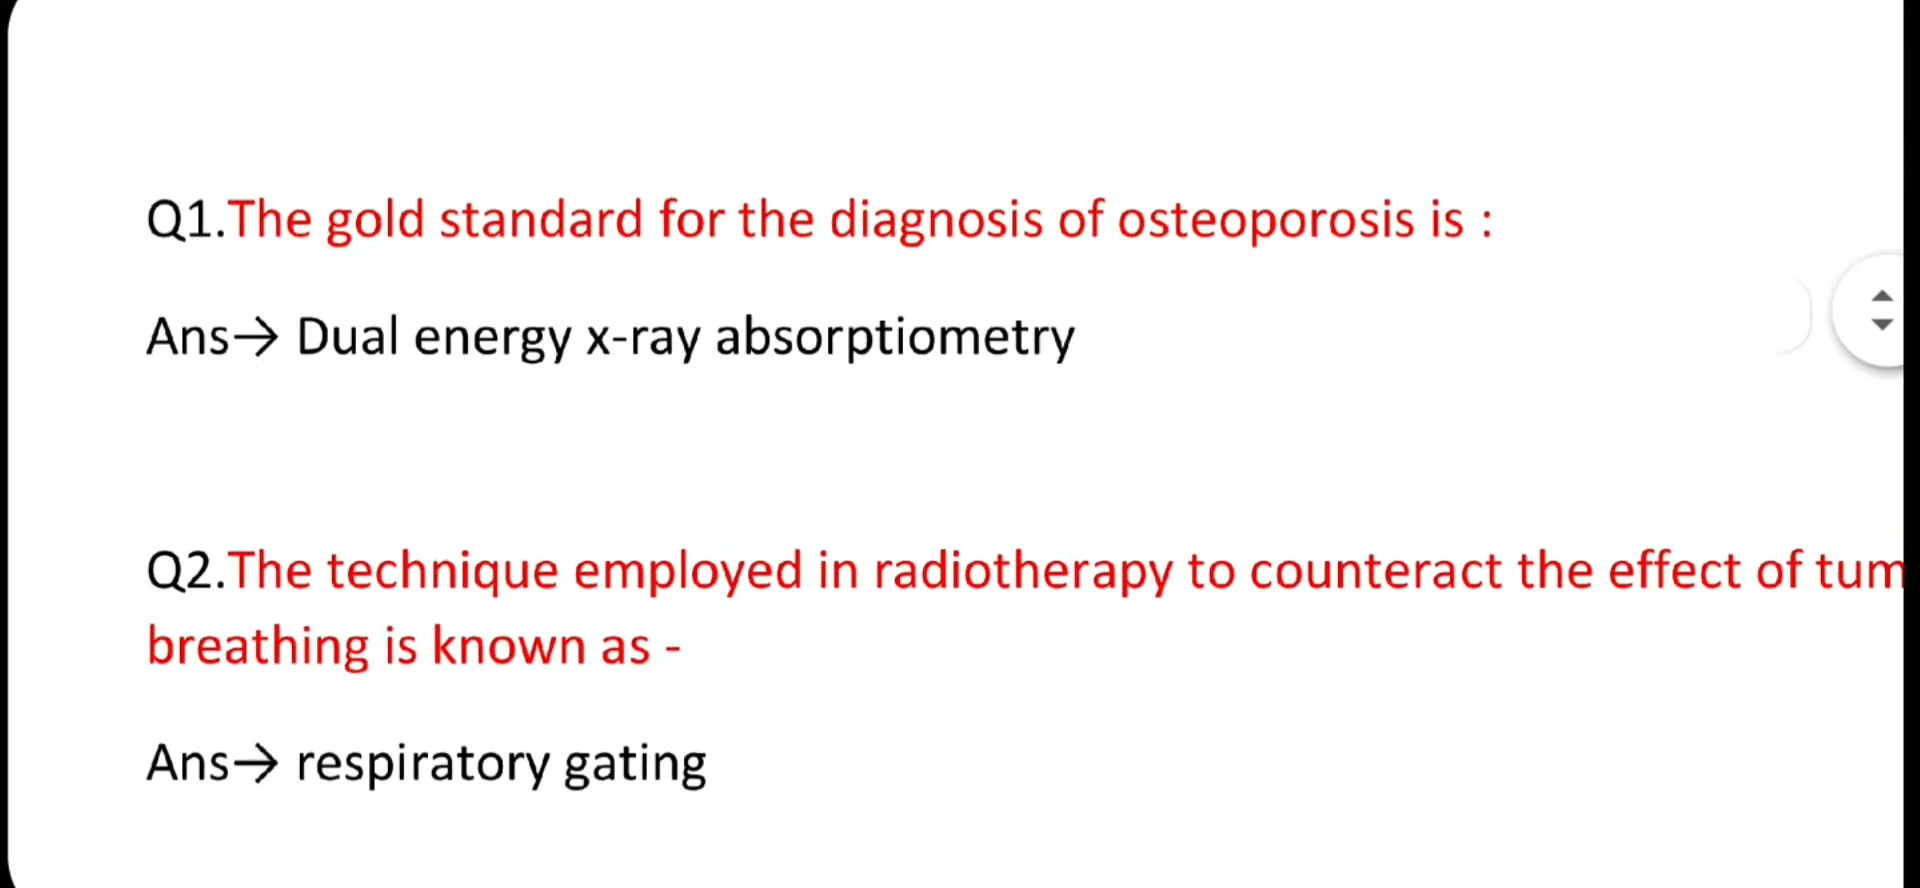 Q1.The gold standard for the diagnosis of osteoporosis is :
Ans→ Dual energy x-ray absorptiometry
Q2.The technique employed in radiotherapy to counteract the effect of tum
breathing is known as -
Ans→ respiratory gating